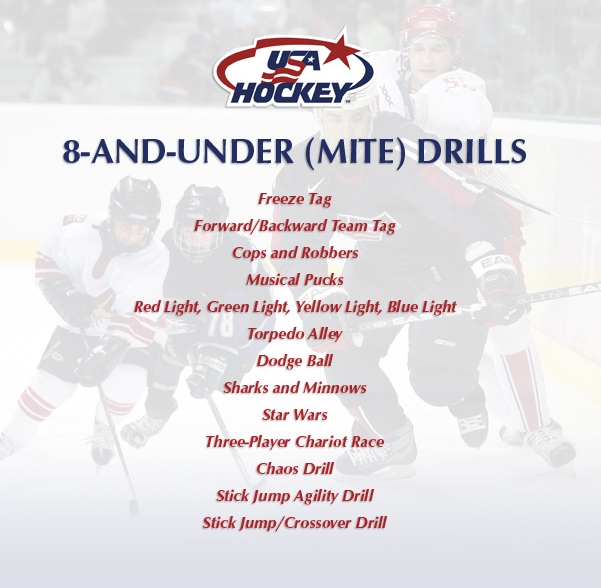 USA
HOCKEY™
8-AND-UNDER (MITE) DRILLS
Freeze Tag
Forward/Backward Team Tag
Cops and Robbers
Musical Pucks
Red Light, Green Light, Yellow Light, Blue Light
Torpedo Alley
Dodge Ball
Sharks and Minnows
Star Wars
Three-Player Chariot Race
Chaos Drill
Stick Jump Agility Drill
Stick Jump/Crossover Drill
78